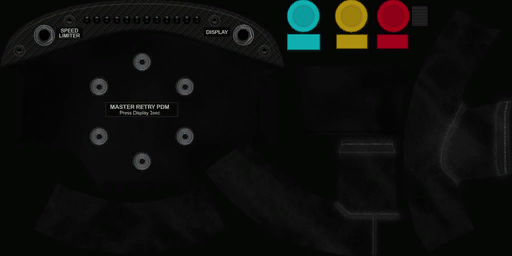 SPEED
LIMITER
DISPLAY
MASTER RETRY PDM
Press Display 3sec